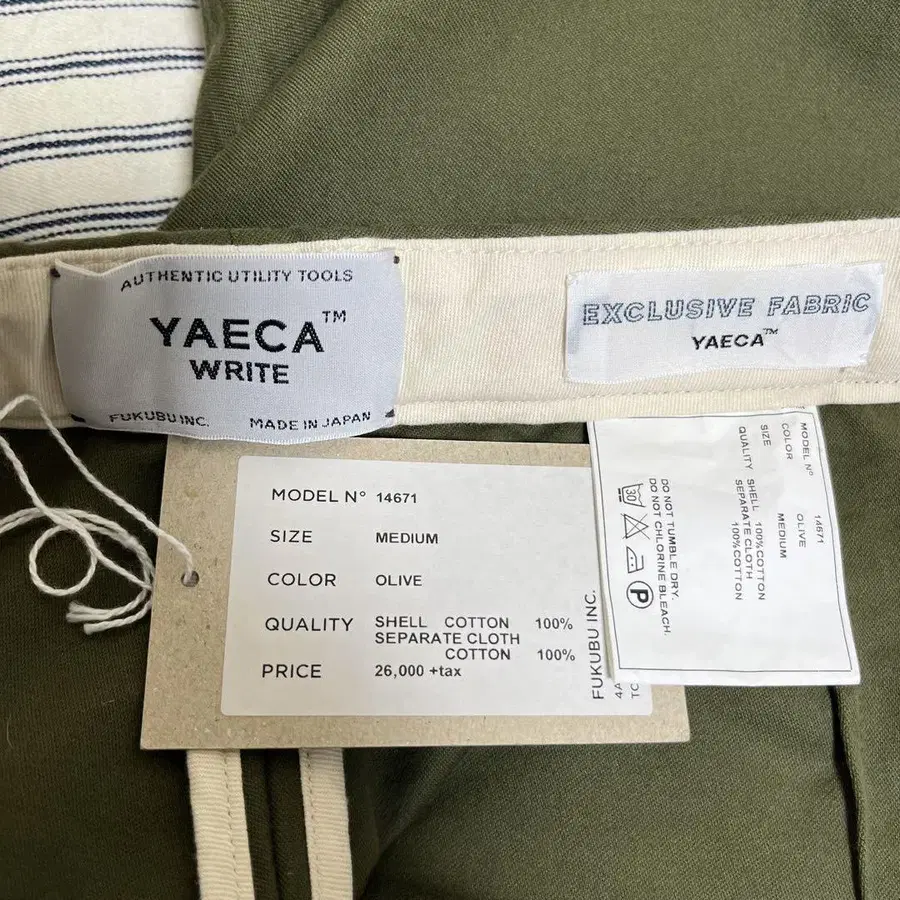 AUTHENTIC UTILITY TOOLS
YAECA™
WRITE
FUKUBU INC. MADE IN JAPAN
EXCLUSIVE FABRIC
YAECA™
MODEL Nº 14671
SIZE MEDIUM
COLOR OLIVE
QUALITY SHELL COTTON 100%
SEPARATE CLOTH
COTTON 100%
PRICE 26,000 +tax
FUKUBU INC.
MODEL Nº 14671
COLOR OLIVE
SIZE MEDIUM
QUALITY SHELL 100%COTTON
SEPARATE CLOTH
100%COTTON
30
P
DO NOT TUMBLE DRY.
DO NOT CHLORINE BLEACH.